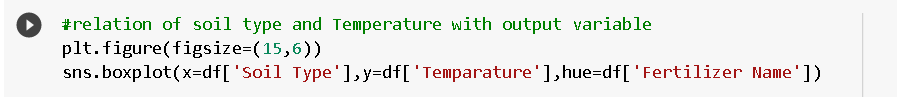 #relation of soil type and Temperature with output variable
plt.figure(figsize=(15,6))
sns.boxplot(x=df['Soil Type'],y=df['Temparature'],hue=df['Fertilizer Name'])